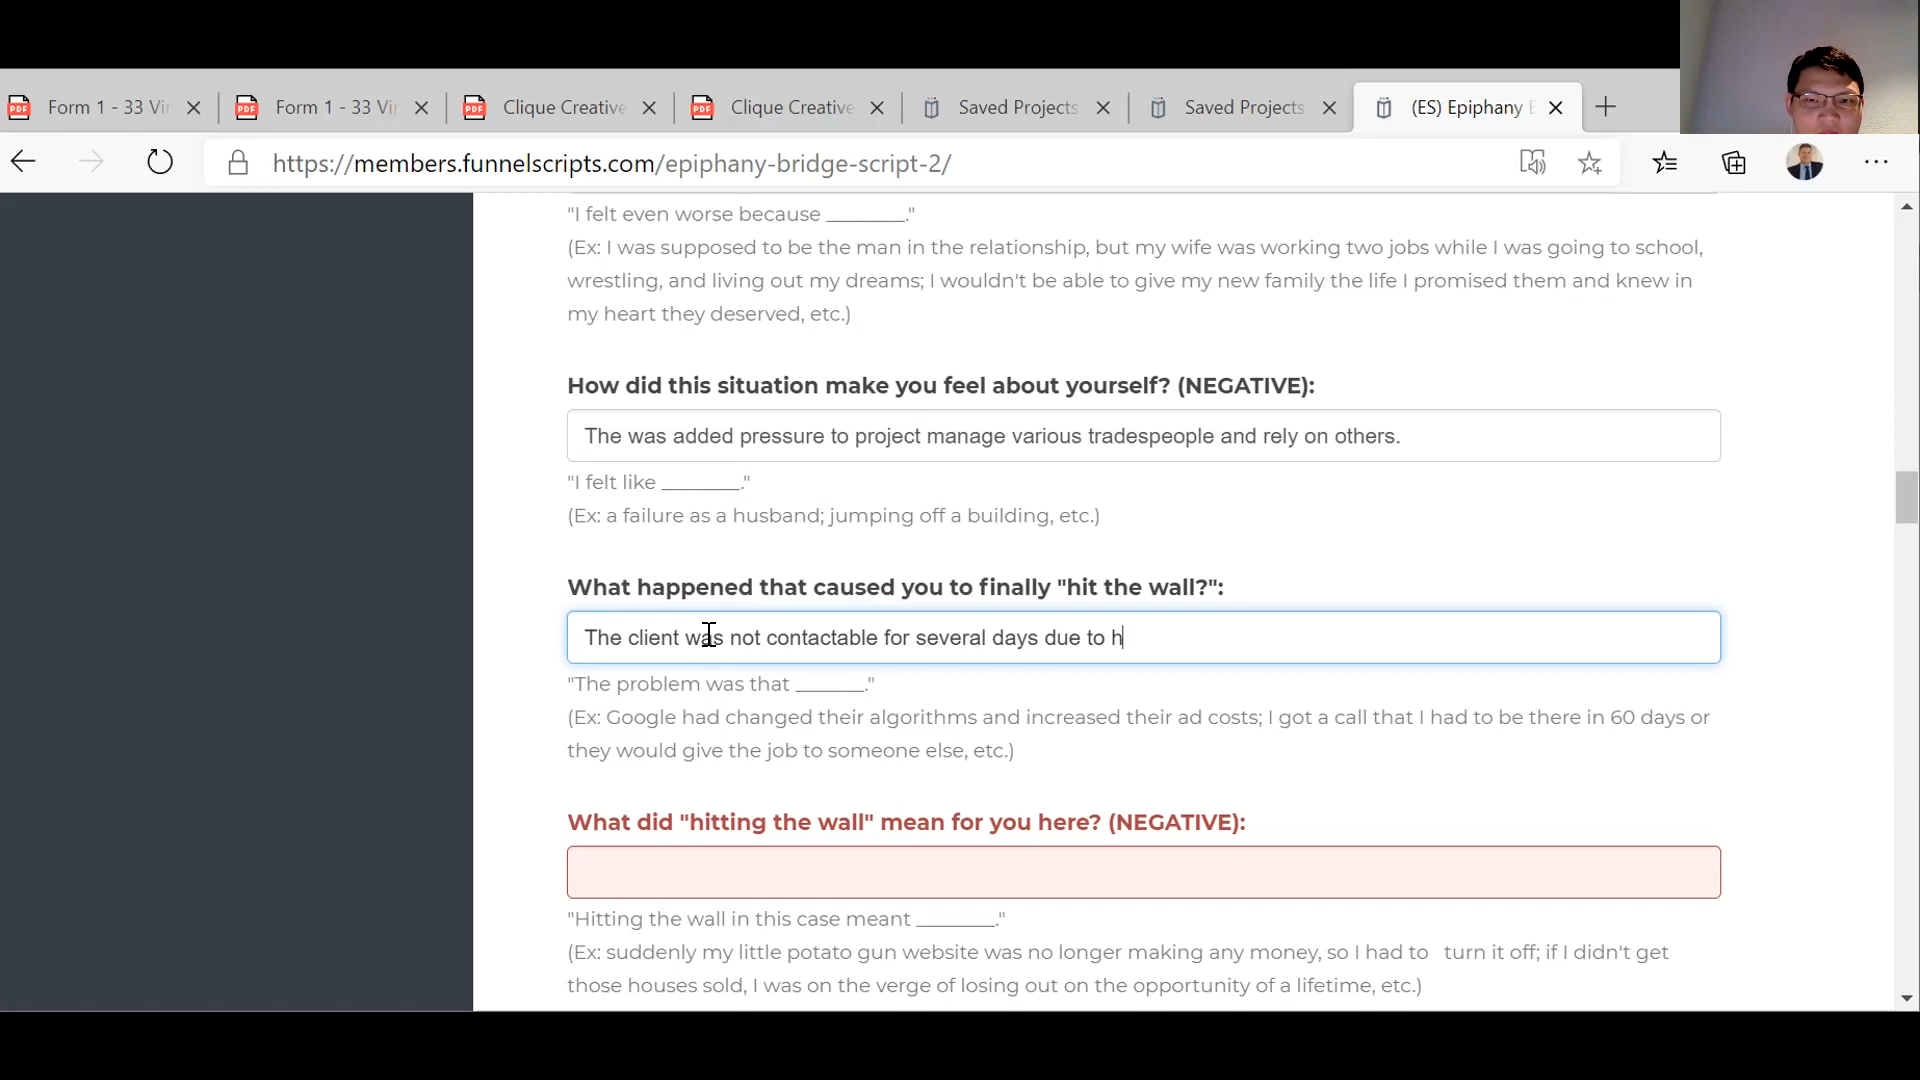 Form 1 - 33 Vir
Form 1 - 33 Vir
Clique Creative
Clique Creative
Saved Projects
Saved Projects
(ES) Epiphany
https://members.funnelscripts.com/epiphany-bridge-script-2/
"I felt even worse because ________."
(Ex: I was supposed to be the man in the relationship, but my wife was working two jobs while I was going to school,
wrestling, and living out my dreams; I wouldn't be able to give my new family the life I promised them and knew in
my heart they deserved, etc.)
How did this situation make you feel about yourself? (NEGATIVE):
The was added pressure to project manage various tradespeople and rely on others.
"I felt like ________."
(Ex: a failure as a husband; jumping off a building, etc.)
What happened that caused you to finally "hit the wall?":
The client was not contactable for several days due to h
"The problem was that _______."
(Ex: Google had changed their algorithms and increased their ad costs; I got a call that I had to be there in 60 days or
they would give the job to someone else, etc.)
What did "hitting the wall" mean for you here? (NEGATIVE):
"Hitting the wall in this case meant ________."
(Ex: suddenly my little potato gun website was no longer making any money, so I had to turn it off; if I didn't get
those houses sold, I was on the verge of losing out on the opportunity of a lifetime, etc.)